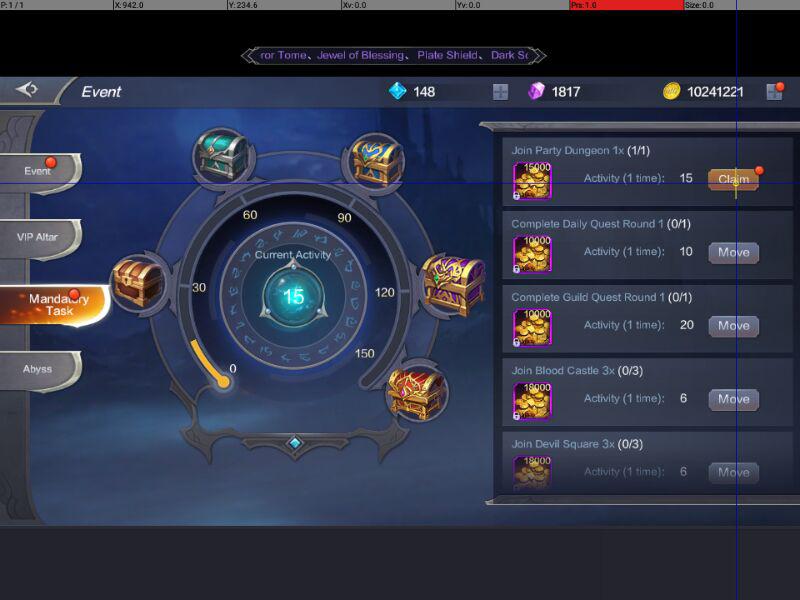 P: 1 / 1
X: 942.0
Y: 234.6
Xv: 0.0
Yv: 0.0
Prs: 1.0
Size: 0.0
ror Tome、Jewel of Blessing、 Plate Shield、 Dark
Event
148
1817
10241221
Event
VIP Altar
Mandatory
Task
Abyss
60
90
30
120
0
150
Current Activity
15
Join Party Dungeon 1x (1/1)
15000
Activity (1 time): 15
Claim
Complete Daily Quest Round 1 (0/1)
10000
Activity (1 time): 10
Move
Complete Guild Quest Round 1 (0/1)
10000
Activity (1 time): 20
Move
Join Blood Castle 3x (0/3)
18000
Activity (1 time): 6
Move
Join Devil Square 3x (0/3)
18000
Activity (1 time): 6
Move